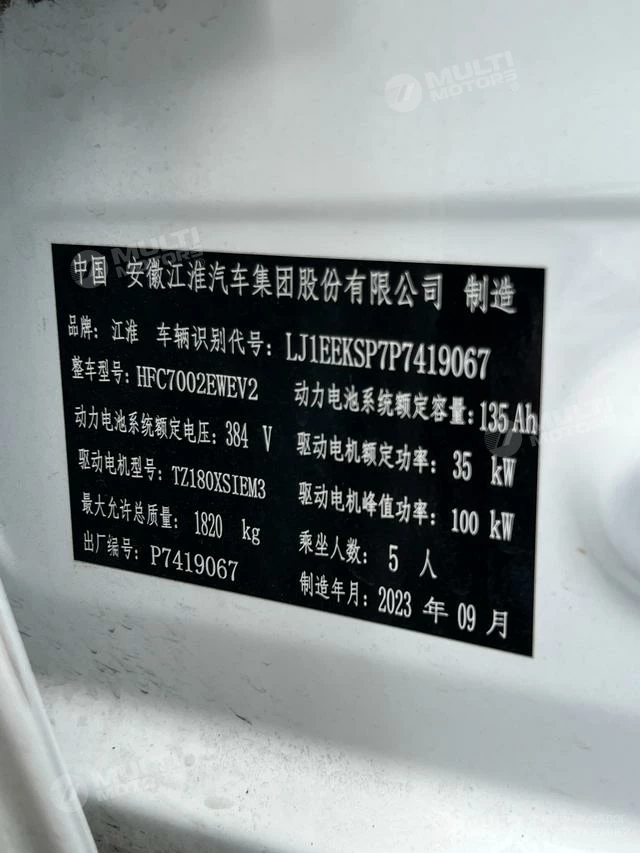 MULTI
MOTORS
中国 安徽江淮汽车集团股份有限公司 制造
品牌: 江淮 车辆识别代号: LJ1EEKSP7P7419067
整车型号: HFC7002EWEV2 动力电池系统额定容量: 135 Ah
动力电池系统额定电压: 384 V 驱动电机额定功率: 35 kW
驱动电机型号: TZ180XSIEM3 驱动电机峰值功率: 100 kW
最大允许总质量: 1820 kg 乘坐人数: 5 人
出厂编号: P7419067 制造年月: 2023 年 09 月
MULTI
MOTORS